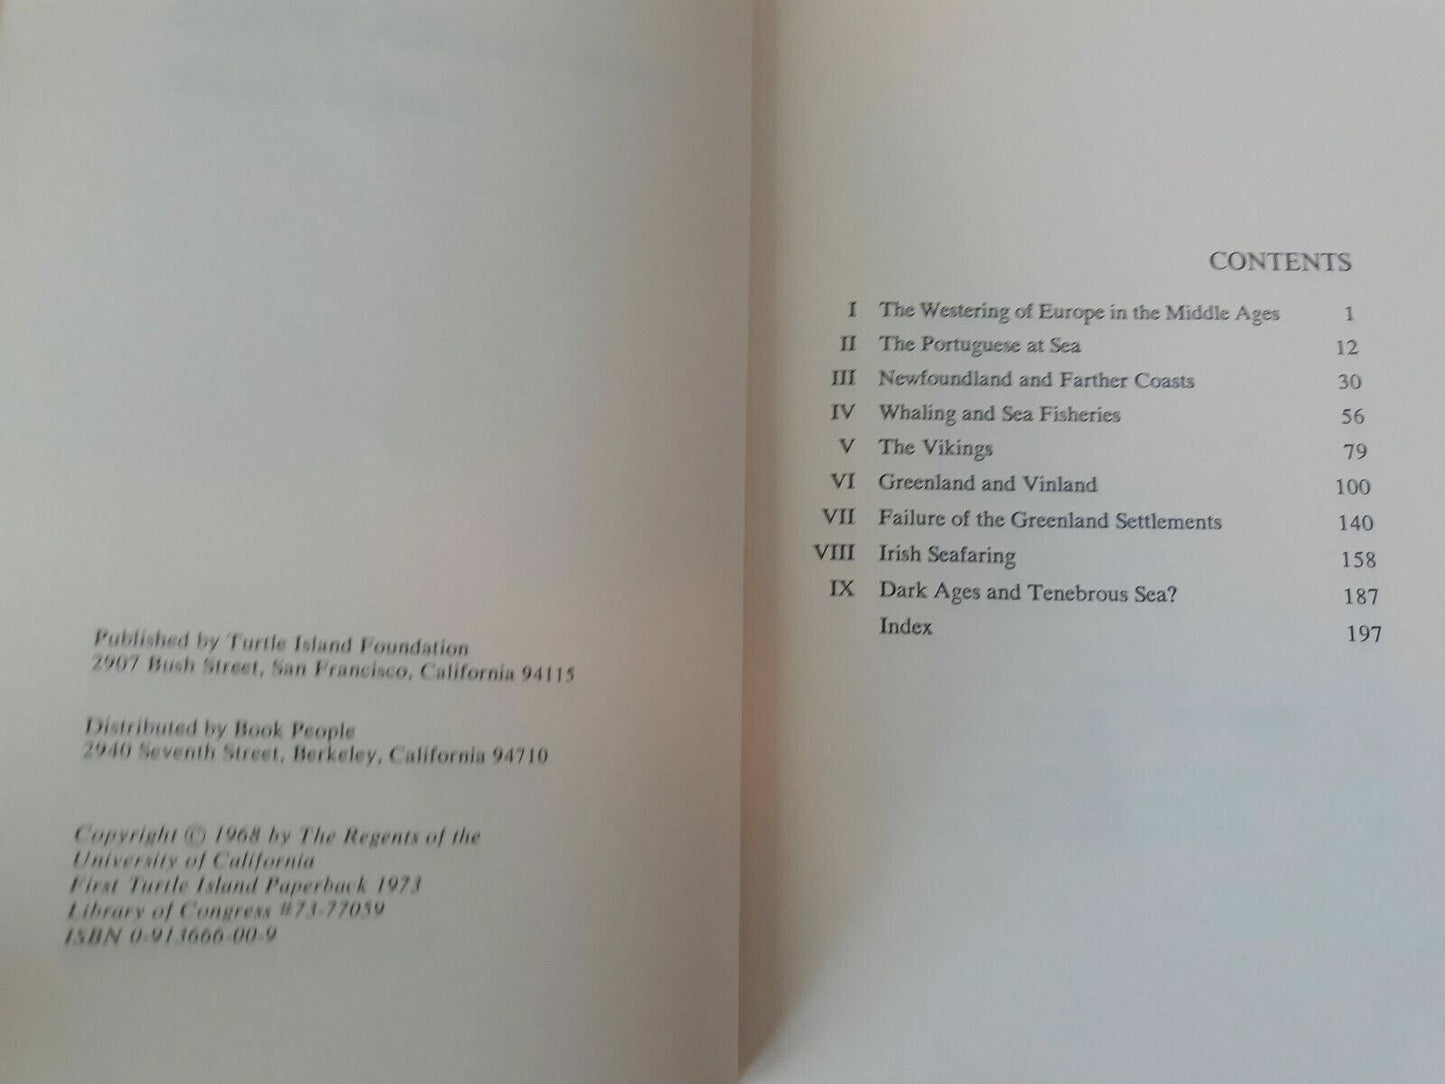 Published by Turtle Island Foundation
2907 Bush Street, San Francisco, California 94115
Distributed by Book People
2940 Seventh Street, Berkeley, California 94710
Copyright © 1968 by The Regents of the
University of California
First Turtle Island Paperback 1973
Library of Congress #73-77059
ISBN 0-913666-00-9
CONTENTS
I The Westering of Europe in the Middle Ages 1
II The Portuguese at Sea 12
III Newfoundland and Farther Coasts 30
IV Whaling and Sea Fisheries 56
V The Vikings 79
VI Greenland and Vinland 100
VII Failure of the Greenland Settlements 140
VIII Irish Seafaring 158
IX Dark Ages and Tenebrous Sea? 187
Index 197